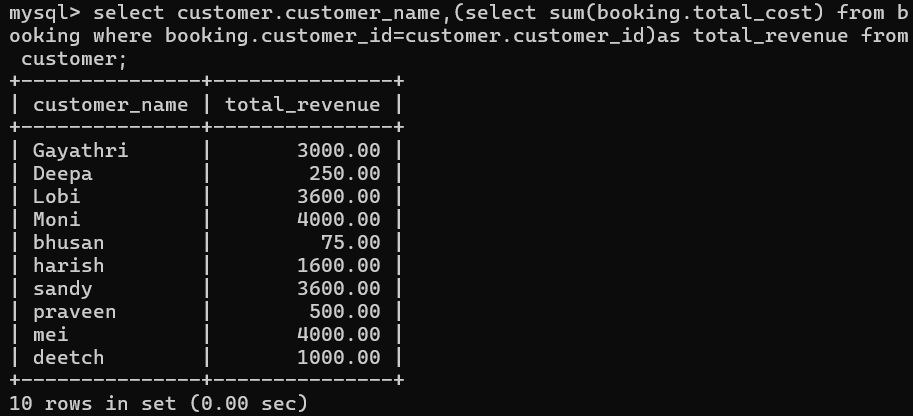 mysql> select customer.customer_name,(select sum(booking.total_cost) from b
ooking where booking.customer_id=customer.customer_id)as total_revenue from
 customer;
+---------------+---------------+
| customer_name | total_revenue |
+---------------+---------------+
| Gayathri      |       3000.00 |
| Deepa         |        250.00 |
| Lobi          |       3600.00 |
| Moni          |       4000.00 |
| bhusan        |         75.00 |
| harish        |       1600.00 |
| sandy         |       3600.00 |
| praveen       |        500.00 |
| mei           |       4000.00 |
| deetch        |       1000.00 |
+---------------+---------------+
10 rows in set (0.00 sec)